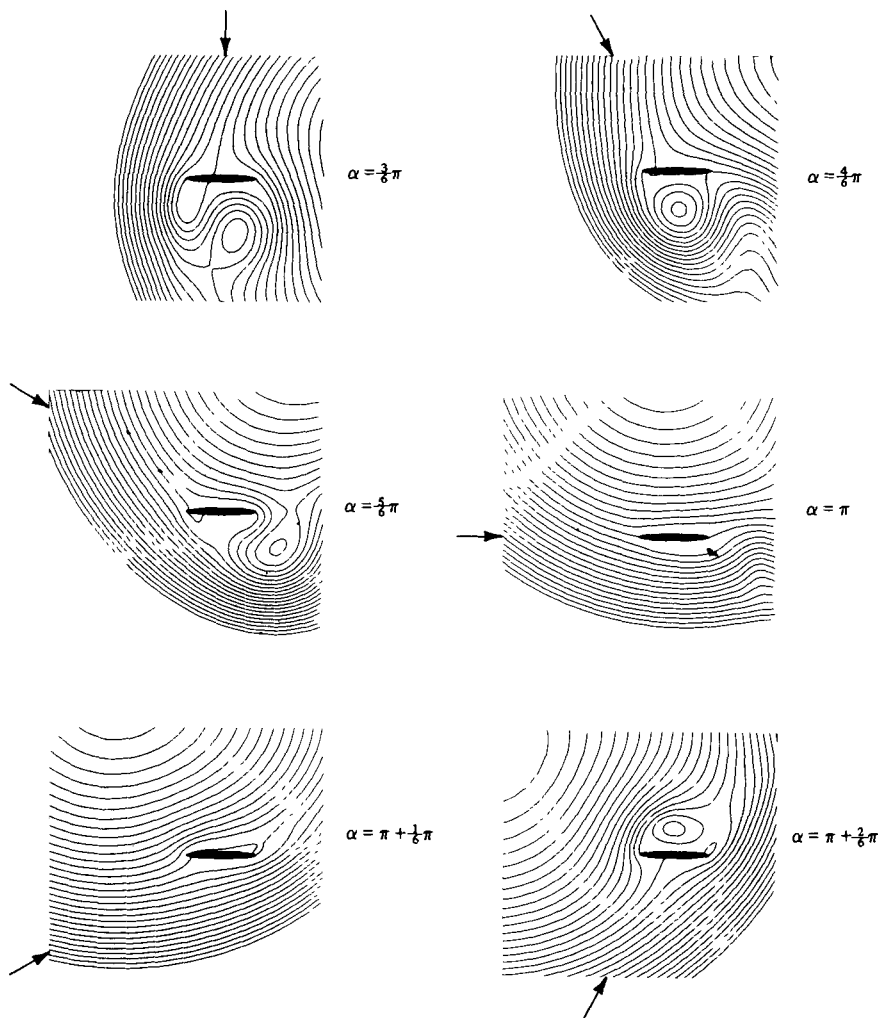 α = 3/6 π
α = 4/6 π
α = 5/6 π
α = π
α = π + 1/6 π
α = π + 2/6 π